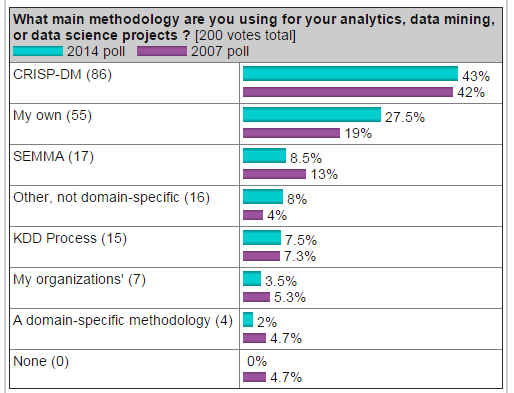 What main methodology are you using for your analytics, data mining,
or data science projects ? [200 votes total]
2014 poll 2007 poll
CRISP-DM (86) 43%
42%
My own (55) 27.5%
19%
SEMMA (17) 8.5%
13%
Other, not domain-specific (16) 8%
4%
KDD Process (15) 7.5%
7.3%
My organizations' (7) 3.5%
5.3%
A domain-specific methodology (4) 2%
4.7%
None (0) 0%
4.7%